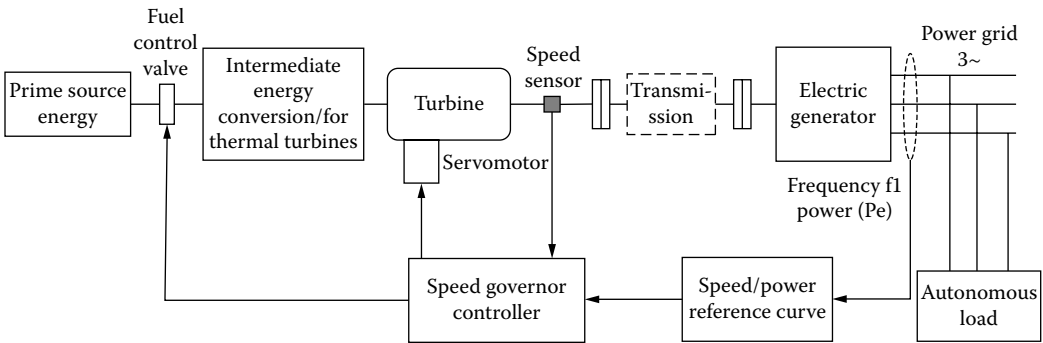 Prime source
energy
Fuel
control
valve
Intermediate
energy
conversion/for
thermal turbines
Turbine
Servomotor
Speed
sensor
Transmi-
ssion
Electric
generator
Power grid
3~
Frequency f1
power (Pe)
Speed governor
controller
Speed/power
reference curve
Autonomous
load